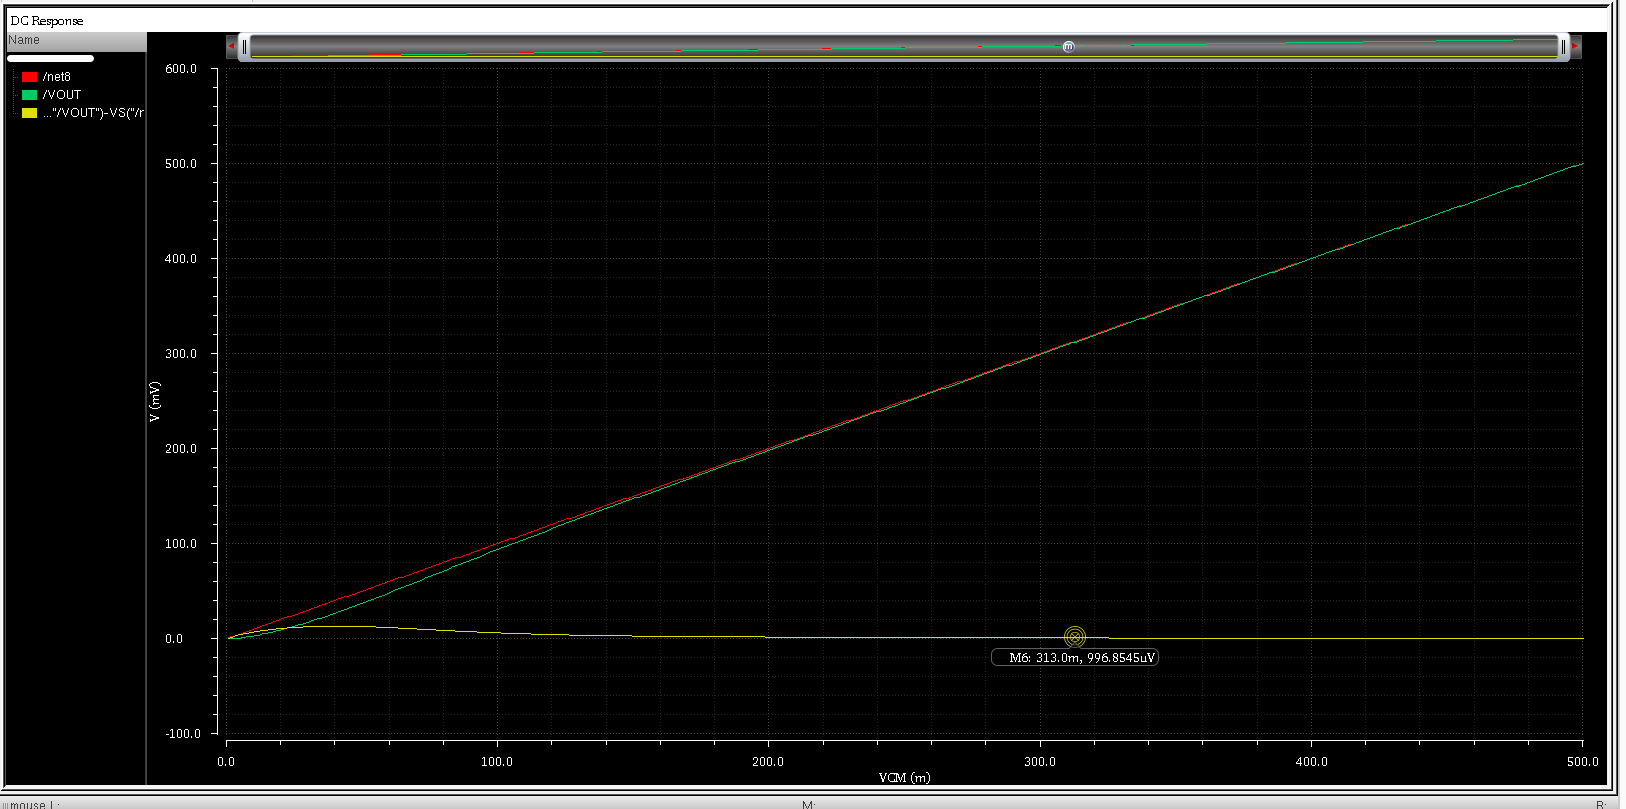 DC Response
Name
/net8
/VOUT
..."/VOUT")-VS("/r
m
600.0
500.0
400.0
300.0
200.0
100.0
0.0
-100.0
V (mV)
M6: 313.0m, 996.8545uV
0.0 100.0 200.0 300.0 400.0 500.0
VCM (m)
mouse L: M: R: